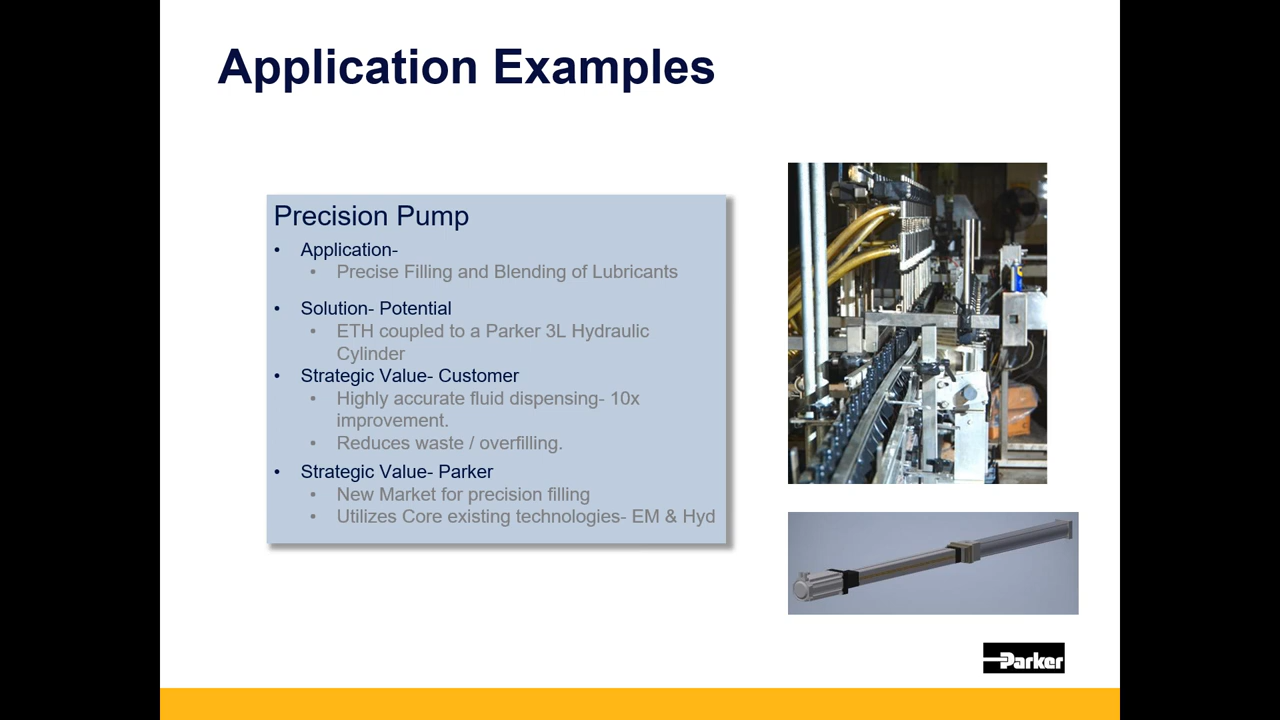 Application Examples
Precision Pump
• Application-
• Precise Filling and Blending of Lubricants
• Solution- Potential
• ETH coupled to a Parker 3L Hydraulic
Cylinder
• Strategic Value- Customer
• Highly accurate fluid dispensing- 10x
improvement.
• Reduces waste / overfilling.
• Strategic Value- Parker
• New Market for precision filling
• Utilizes Core existing technologies- EM & Hyd
Parker